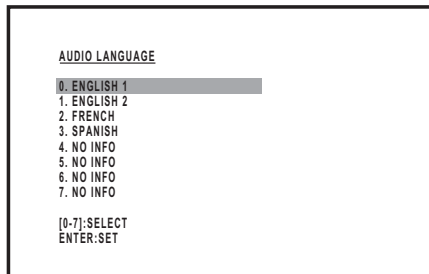 AUDIO LANGUAGE
0. ENGLISH 1
1. ENGLISH 2
2. FRENCH
3. SPANISH
4. NO INFO
5. NO INFO
6. NO INFO
7. NO INFO
[0-7]:SELECT
ENTER:SET